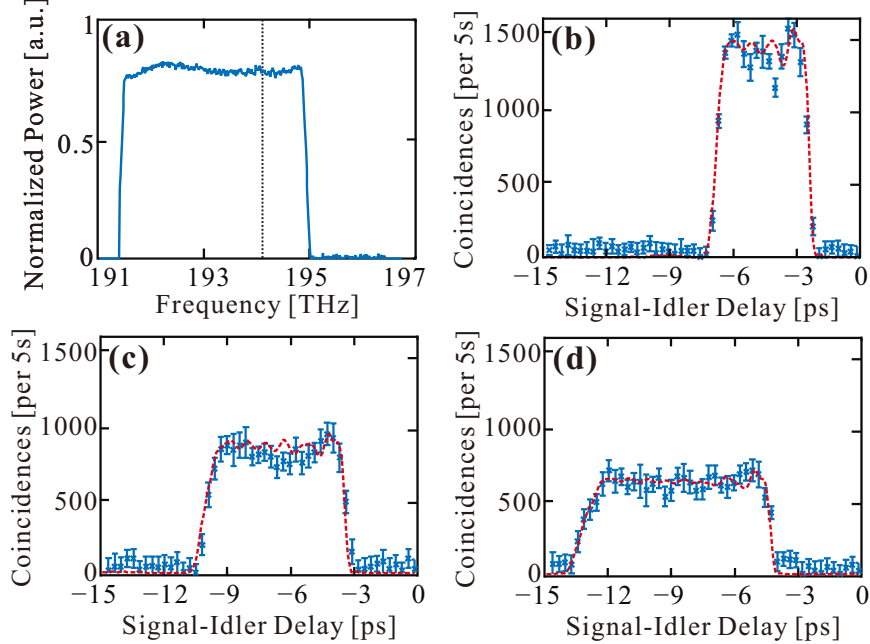 (a)
Normalized Power [a.u.]
1
0.5
0
191 193 195 197
Frequency [THz]
(b)
Coincidences [per 5s]
1500
1000
500
0
−15 −12 −9 −6 −3 0
Signal-Idler Delay [ps]
(c)
Coincidences [per 5s]
1500
1000
500
0
−15 −12 −9 −6 −3 0
Signal-Idler Delay [ps]
(d)
Coincidences [per 5s]
1500
1000
500
0
−15 −12 −9 −6 −3 0
Signal-Idler Delay [ps]